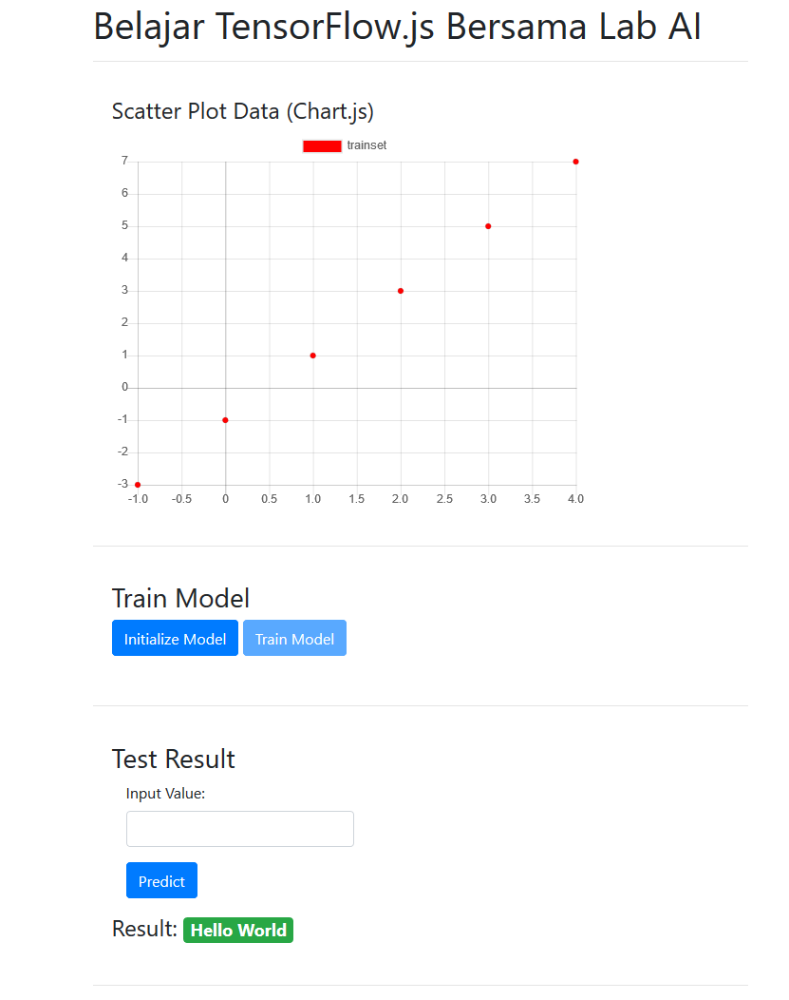 Belajar TensorFlow.js Bersama Lab AI
Scatter Plot Data (Chart.js)
trainset
7
6
5
4
3
2
1
0
-1
-2
-3
-1.0 -0.5 0 0.5 1.0 1.5 2.0 2.5 3.0 3.5 4.0
Train Model
Initialize Model Train Model
Test Result
Input Value:
Predict
Result: Hello World